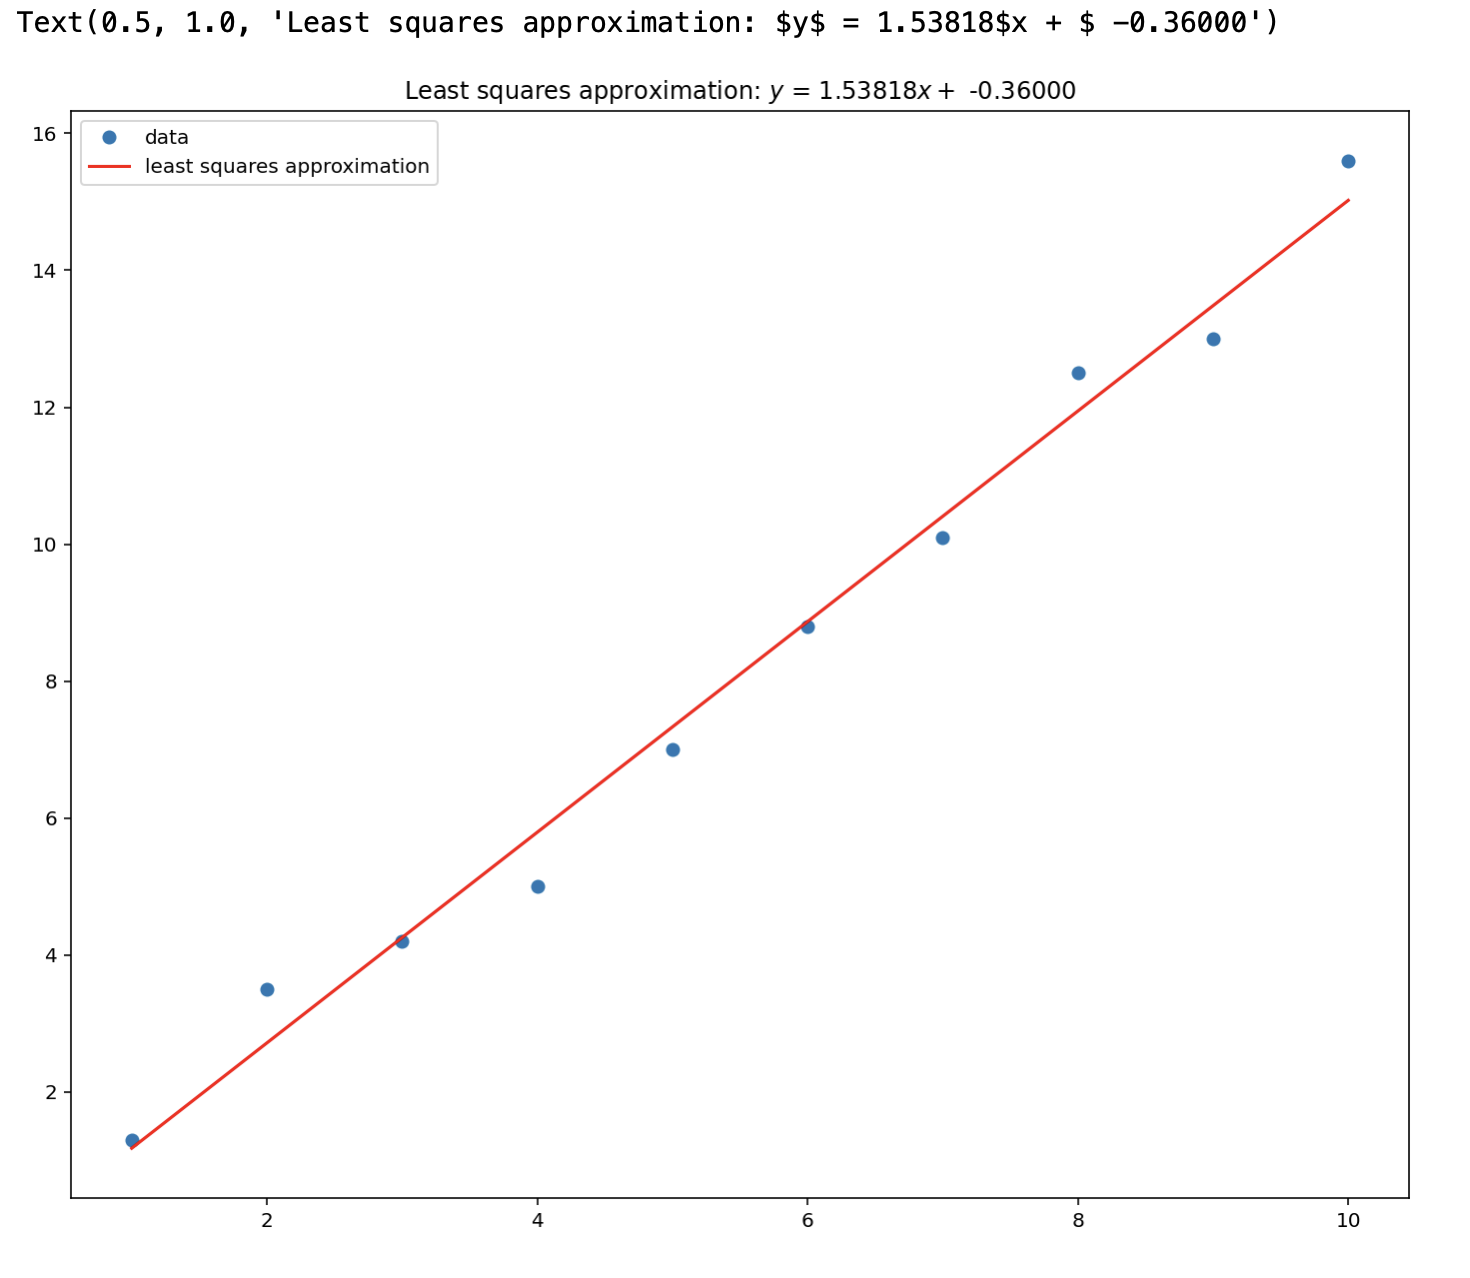 Text(0.5, 1.0, 'Least squares approximation: $y$ = 1.53818$x + $ −0.36000')
Least squares approximation: y = 1.53818x + -0.36000
data
least squares approximation
16
14
12
10
8
6
4
2
2 4 6 8 10